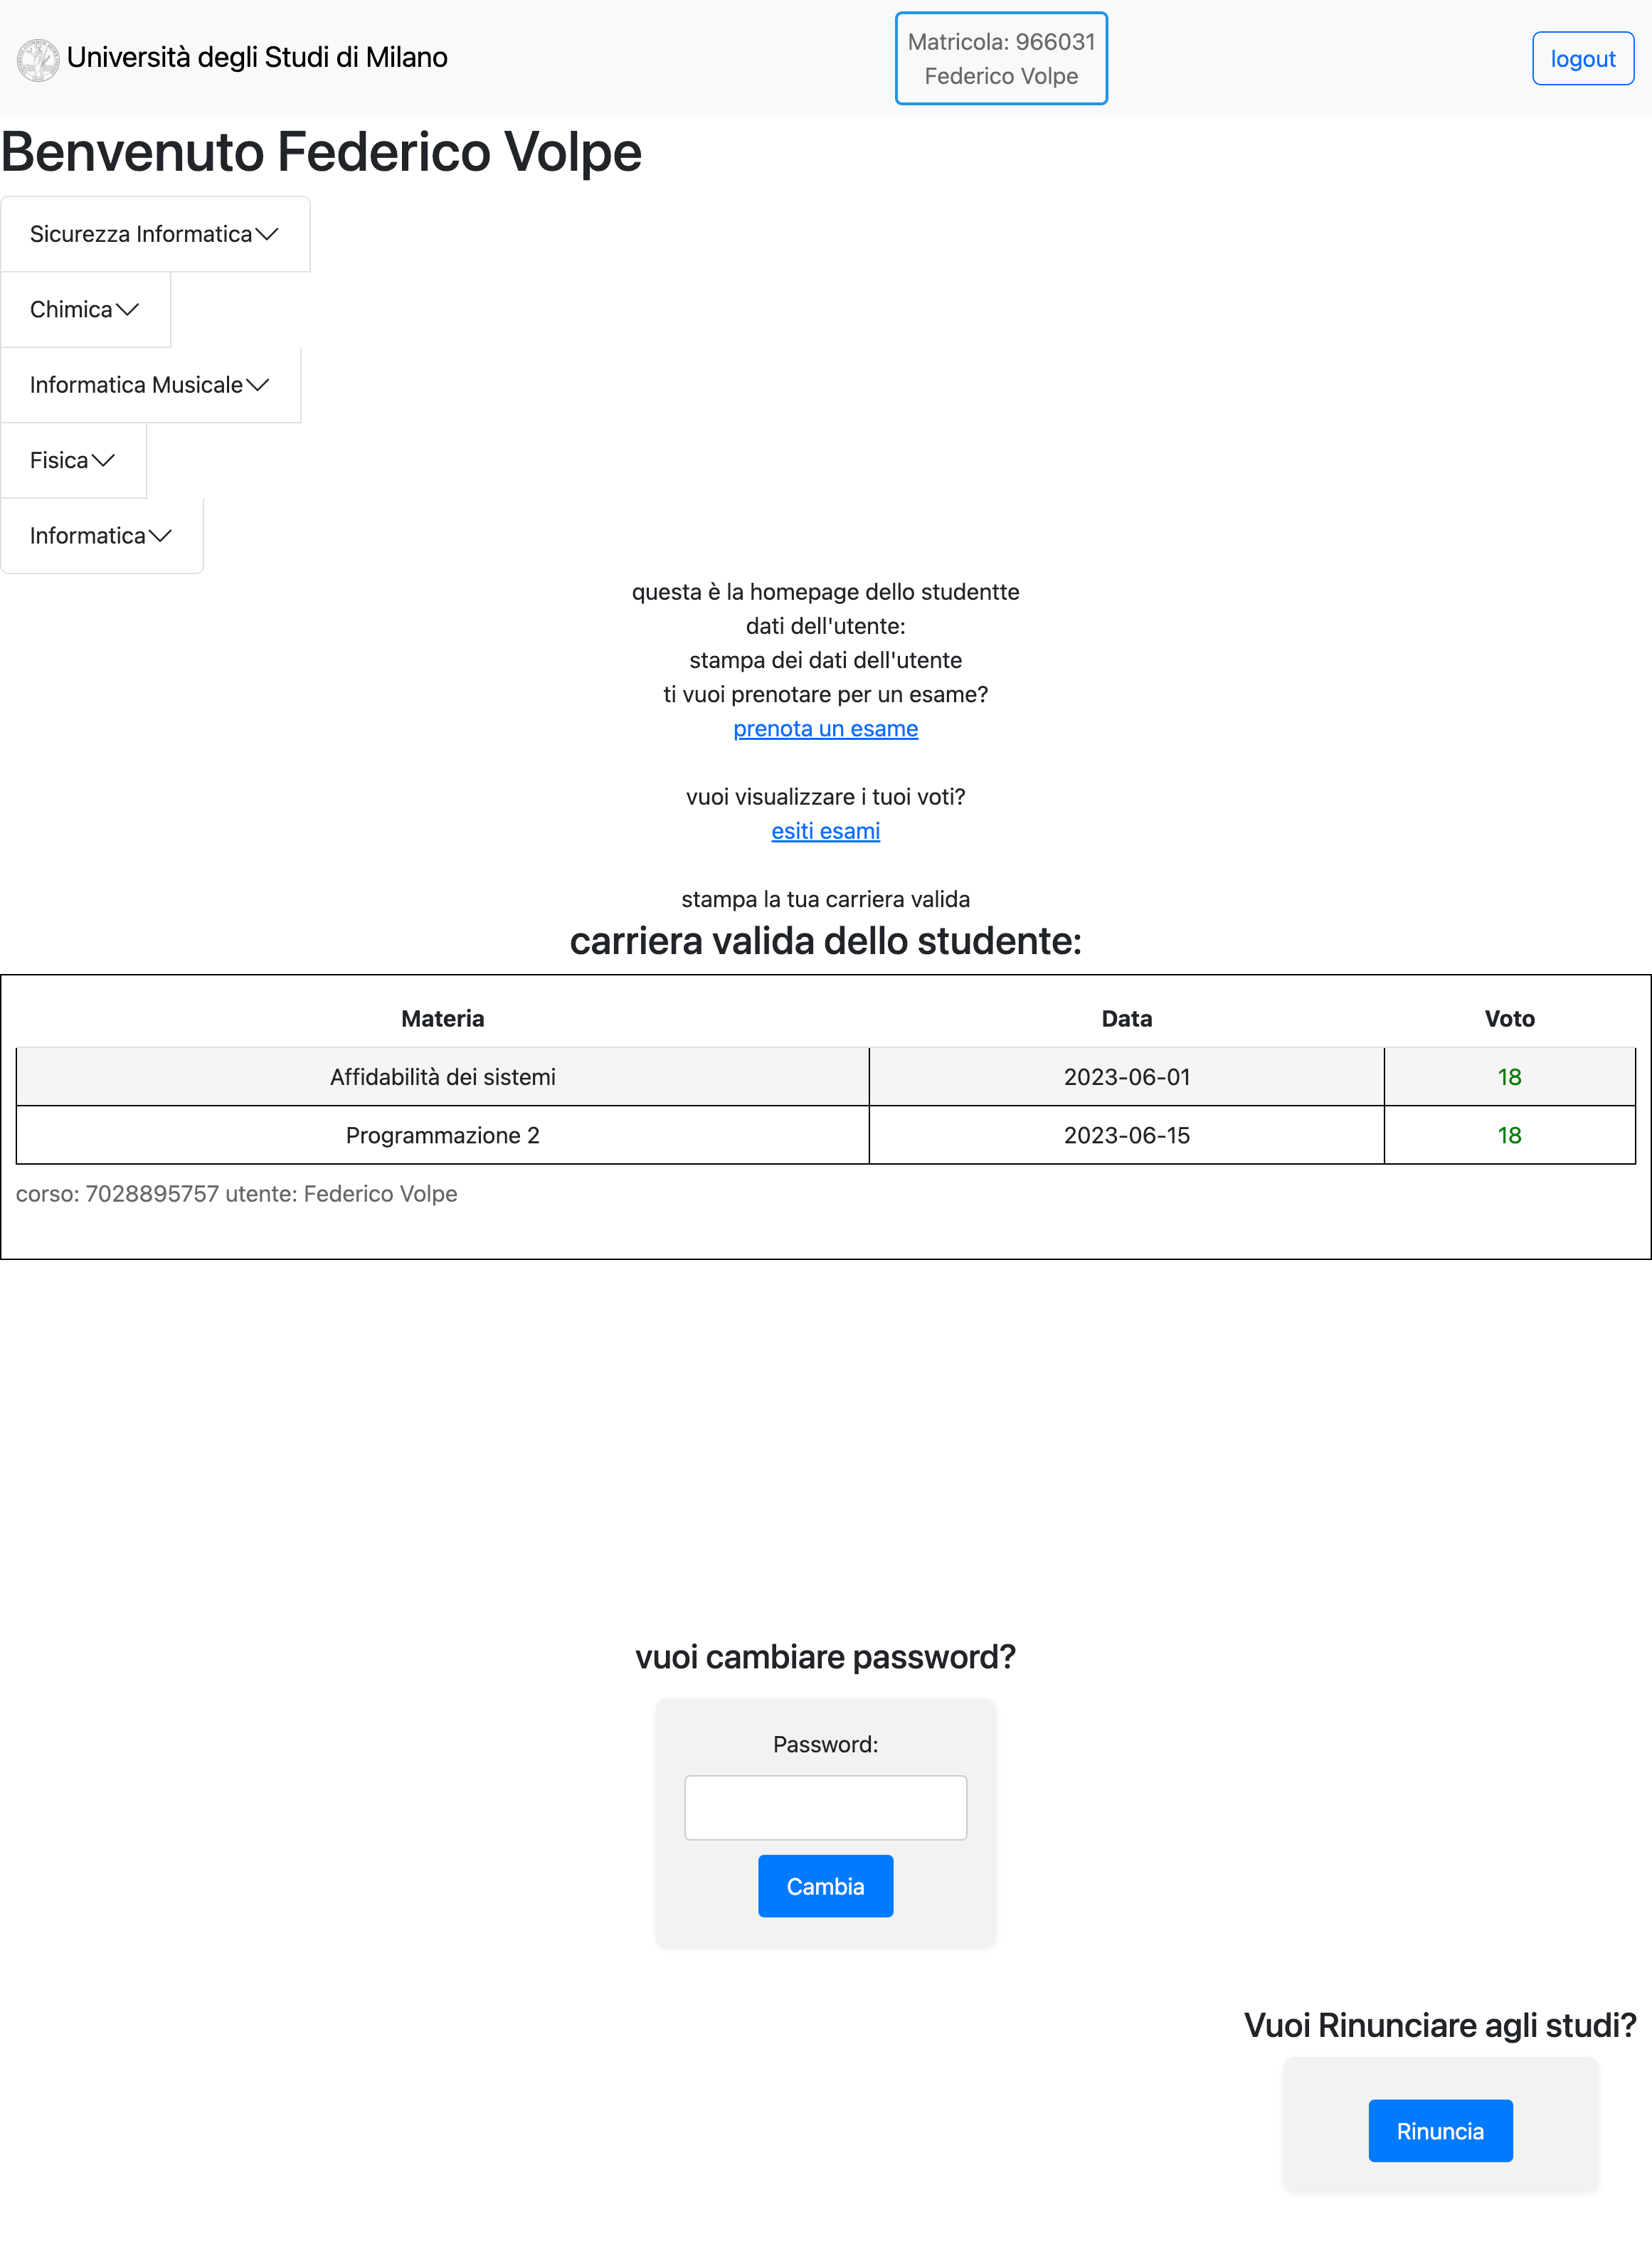 Università degli Studi di Milano
Matricola: 966031
Federico Volpe
logout
Benvenuto Federico Volpe
Sicurezza Informatica
Chimica
Informatica Musicale
Fisica
Informatica
questa è la homepage dello studentte
dati dell'utente:
stampa dei dati dell'utente
ti vuoi prenotare per un esame?
prenota un esame
vuoi visualizzare i tuoi voti?
esiti esami
stampa la tua carriera valida
carriera valida dello studente:
Materia Data Voto
Affidabilità dei sistemi 2023-06-01 18
Programmazione 2 2023-06-15 18
corso: 7028895757 utente: Federico Volpe
vuoi cambiare password?
Password:
Cambia
Vuoi Rinunciare agli studi?
Rinuncia